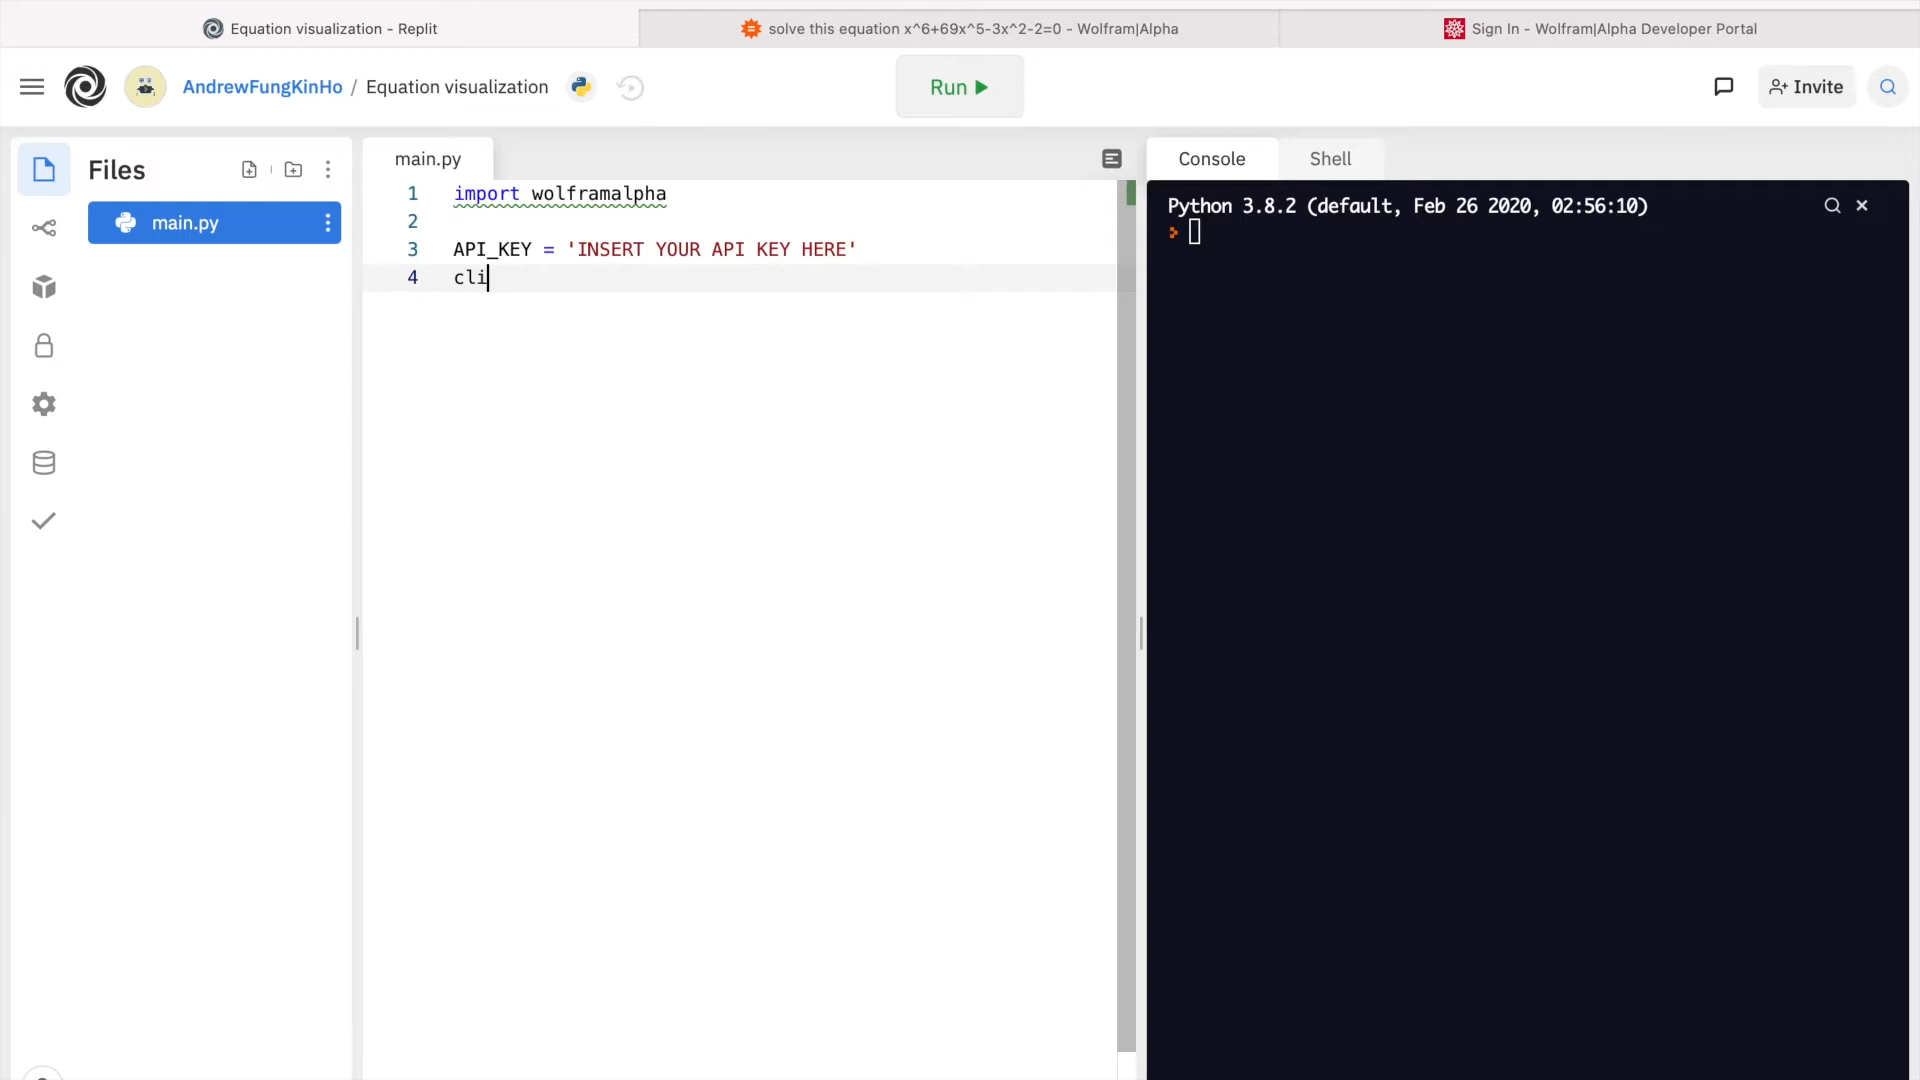 Equation visualization - Replit
solve this equation x^6+69x^5-3x^2-2=0 - Wolfram|Alpha
Sign In - Wolfram|Alpha Developer Portal
AndrewFungKinHo / Equation visualization
Run
Invite
Files
main.py
main.py
1 import wolframalpha
2
3 API_KEY = 'INSERT YOUR API KEY HERE'
4 cli
Console
Shell
Python 3.8.2 (default, Feb 26 2020, 02:56:10)